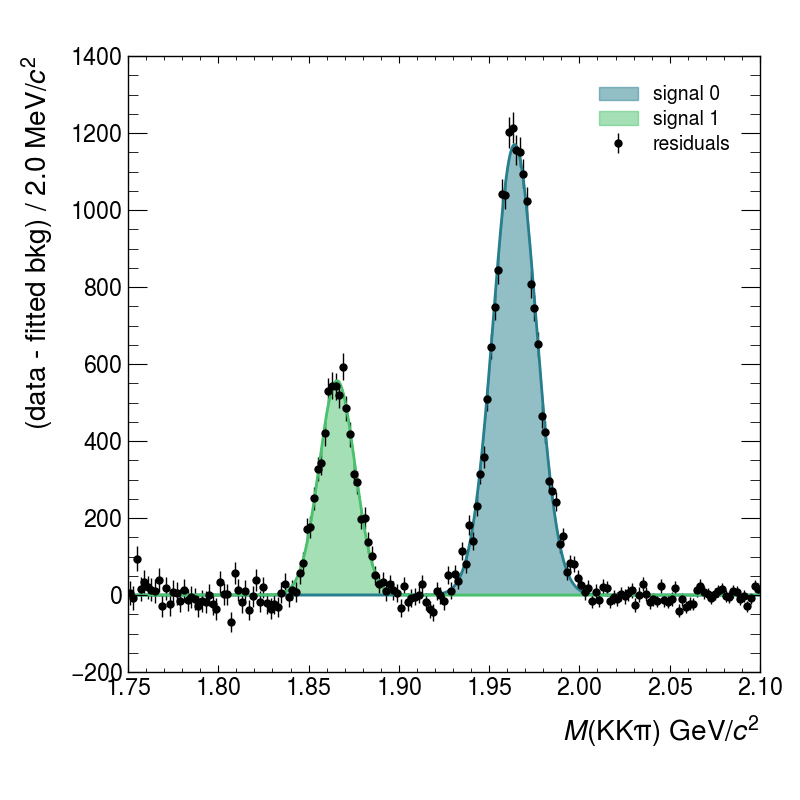 (data - fitted bkg) / 2.0 MeV/c²
1400
1200
1000
800
600
400
200
0
−200
signal 0
signal 1
residuals
1.75 1.80 1.85 1.90 1.95 2.00 2.05 2.10
M(KKπ) GeV/c²